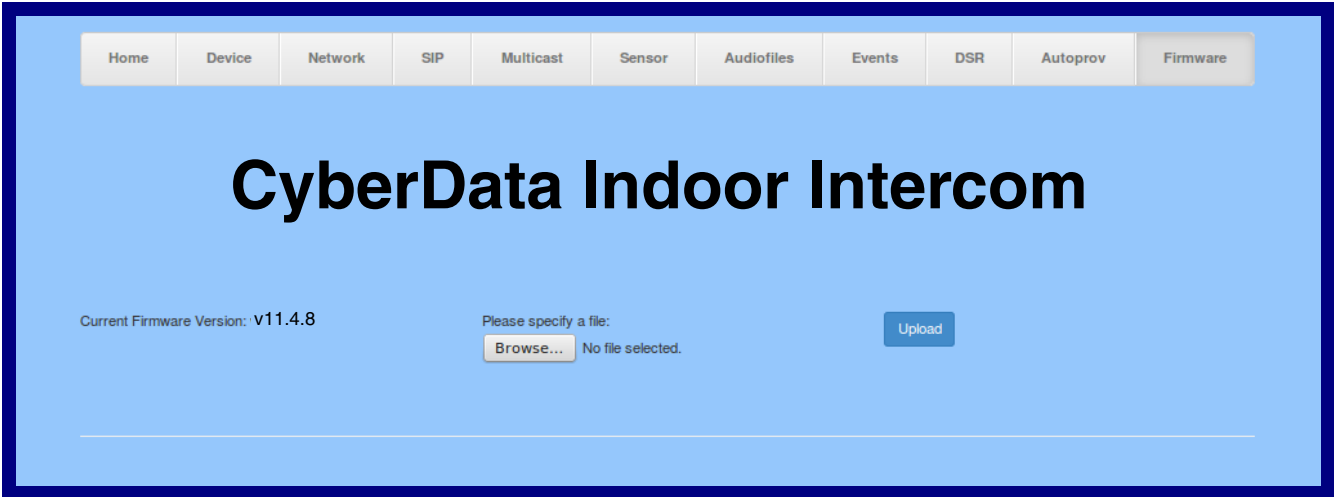 Home Device Network SIP Multicast Sensor Audiofiles Events DSR Autoprov Firmware
CyberData Indoor Intercom
Current Firmware Version: v11.4.8 Please specify a file: Upload
Browse... No file selected.